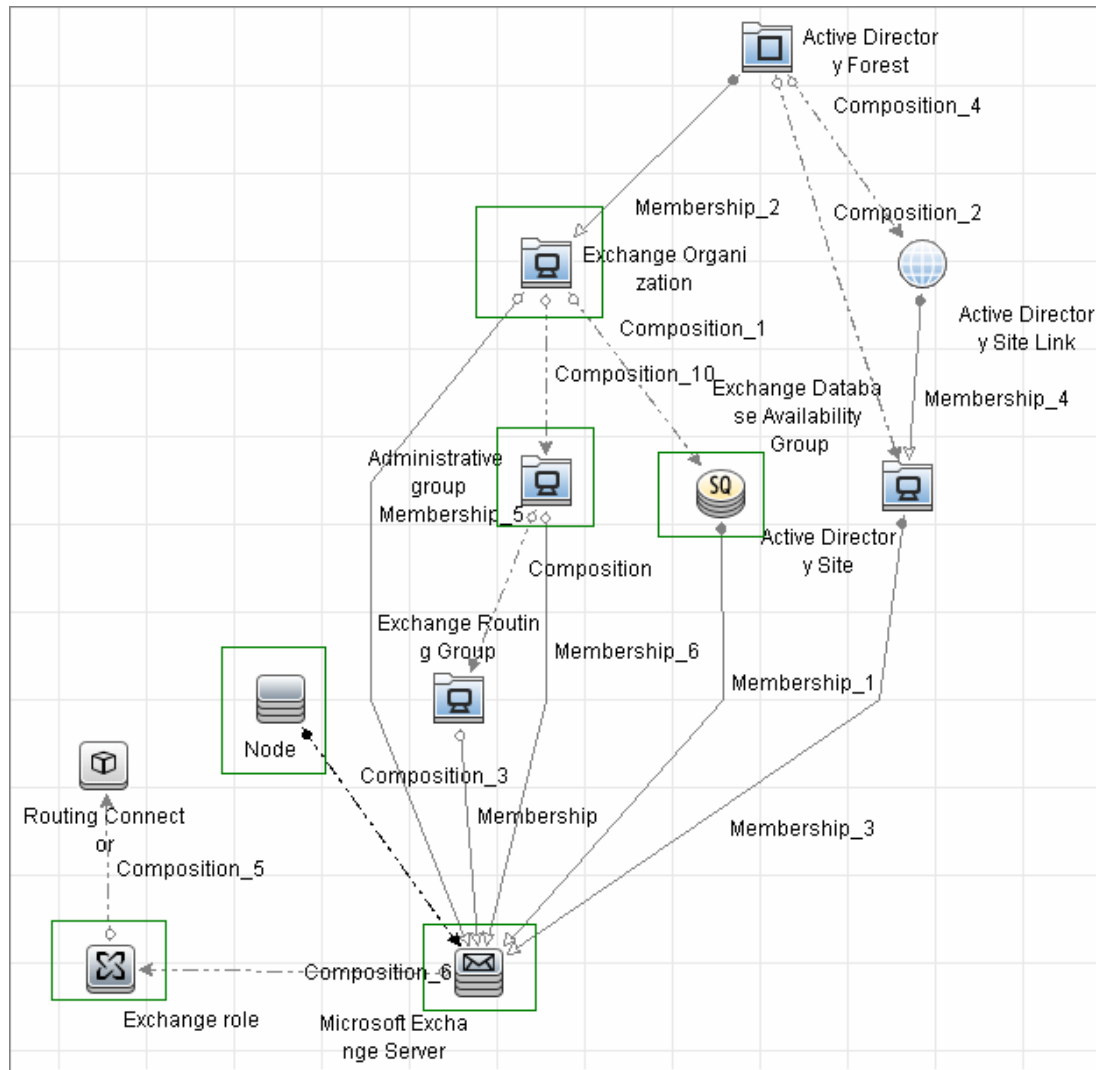 Active Director
y Forest
Composition_4
Membership_2
Composition_2
Exchange Organi
zation
Active Director
y Site Link
Composition_1
Composition_10
Exchange Databa
se Availability
Group
Membership_4
Administrative
group
SQ
Membership_5
Active Director
y Site
Composition
Exchange Routin
g Group
Membership_6
Membership_1
Node
Composition_3
Routing Connect
or
Membership
Membership_3
Composition_5
Composition_6
Exchange role
Microsoft Excha
nge Server